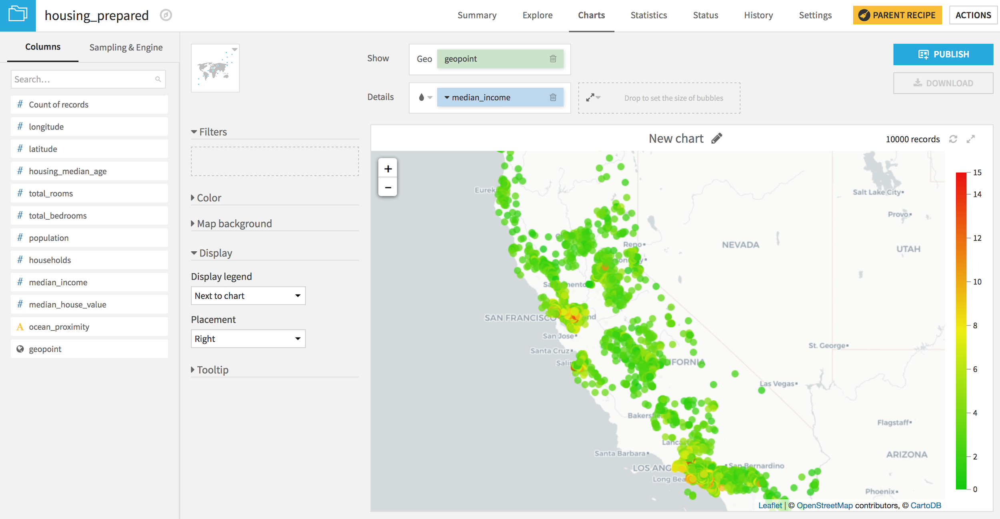 housing_prepared
Summary
Explore
Charts
Statistics
Status
History
Settings
PARENT RECIPE
ACTIONS
Columns
Sampling & Engine
Search...
# Count of records
# longitude
# latitude
# housing_median_age
# total_rooms
# total_bedrooms
# population
# households
# median_income
# median_house_value
A ocean_proximity
geopoint
Show
Geo
geopoint
Details
median_income
Drop to set the size of bubbles
PUBLISH
DOWNLOAD
Filters
Color
Map background
Display
Display legend
Next to chart
Placement
Right
Tooltip
New chart
10000 records
+
−
Eurek
Salt Lake City
Provo
Reno
NEVADA
UTAH
Sa mento
SAN FRANCISCO
nd
San Jose
Santa Cruz
Salin
IFORNIA
St. George
Las Vegas
Bakersfie
Flagstaff
Lancas
Santa Barbara
ARIZONA
LOS ANG
San Bernardino
Long Bea
Phoenix
15
14
12
10
8
6
4
2
0
Leaflet | © OpenStreetMap contributors, © CartoDB